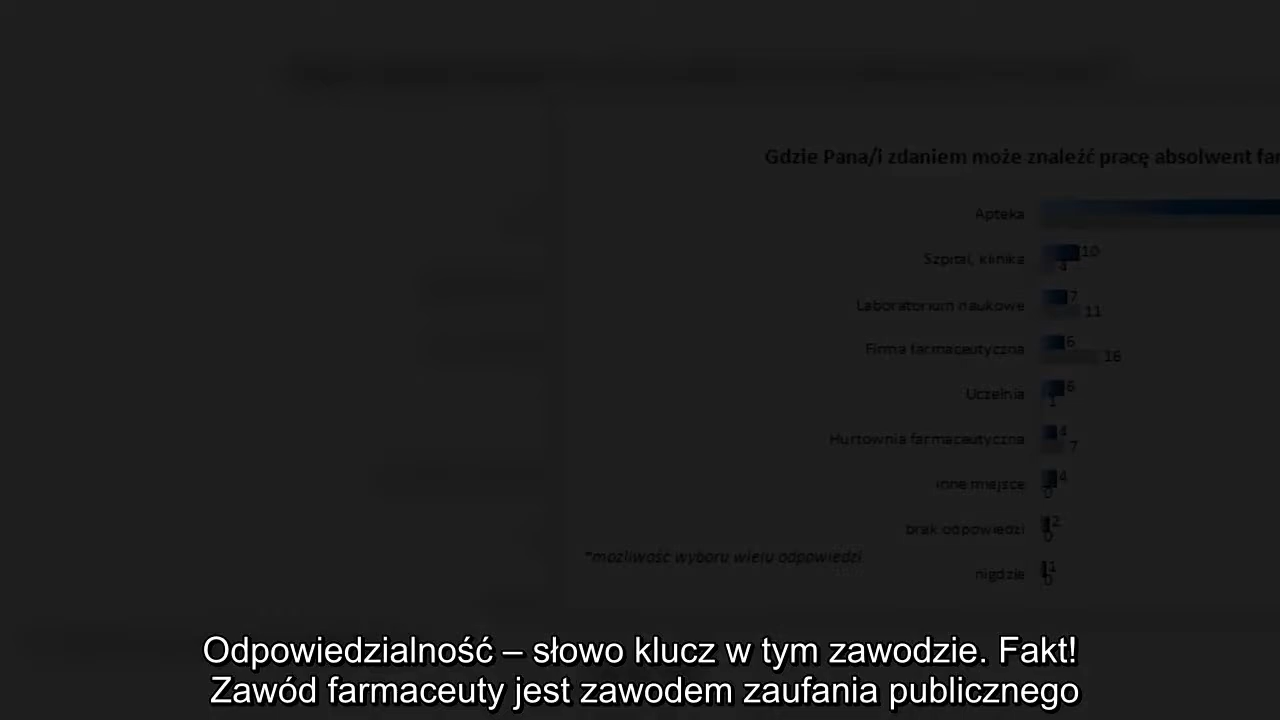 Gdzie Pana/i zdaniem może znaleźć pracę absolwent far
Apteka
Szpital, klinika
10
4
Laboratorium naukowe
7
11
Firma farmaceutyczna
6
16
Uczelnia
6
1
Hurtownia farmaceutyczna
4
7
inne miejsce
4
0
brak odpowiedzi
2
0
*możliwość wyboru wielu odpowiedzi
nigdzie
1
0
Odpowiedzialność – słowo klucz w tym zawodzie. Fakt!
Zawód farmaceuty jest zawodem zaufania publicznego